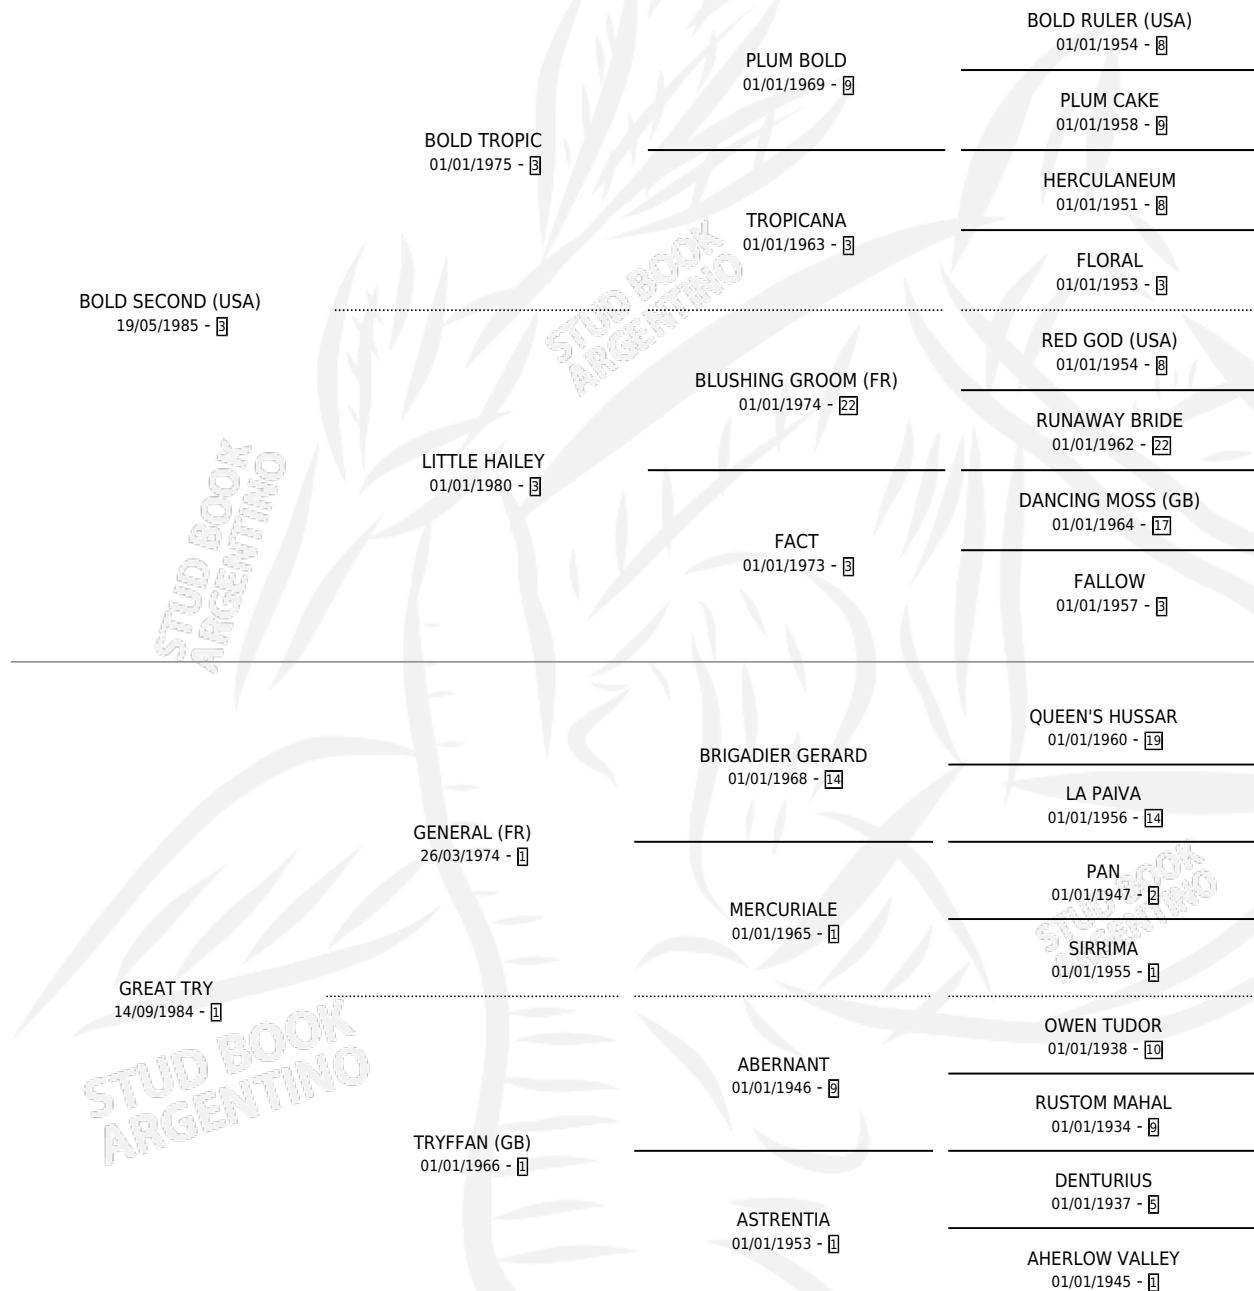 BOLD RULER (USA)
01/01/1954 - 8
PLUM BOLD
01/01/1969 - 9
PLUM CAKE
01/01/1958 - 9
BOLD TROPIC
01/01/1975 - 3
HERCULANEUM
01/01/1951 - 8
TROPICANA
01/01/1963 - 3
FLORAL
01/01/1953 - 3
BOLD SECOND (USA)
19/05/1985 - 3
STUD BOOK
ARGENTINO
RED GOD (USA)
01/01/1954 - 8
BLUSHING GROOM (FR)
01/01/1974 - 22
RUNAWAY BRIDE
01/01/1962 - 22
LITTLE HAILEY
01/01/1980 - 3
DANCING MOSS (GB)
01/01/1964 - 17
FACT
01/01/1973 - 3
FALLOW
01/01/1957 - 3
STUD BOOK
ARGENTINO
QUEEN'S HUSSAR
01/01/1960 - 19
BRIGADIER GERARD
01/01/1968 - 14
LA PAIVA
01/01/1956 - 14
GENERAL (FR)
26/03/1974 - 1
PAN
01/01/1947 - 2
MERCURIALE
01/01/1965 - 1
SIRRIMA
01/01/1955 - 1
STUD BOOK
ARGENTINO
GREAT TRY
14/09/1984 - 1
OWEN TUDOR
01/01/1938 - 10
ABERNANT
01/01/1946 - 9
RUSTOM MAHAL
01/01/1934 - 9
STUD BOOK
ARGENTINO
TRYFFAN (GB)
01/01/1966 - 1
DENTURIUS
01/01/1937 - 5
ASTRENTIA
01/01/1953 - 1
AHERLOW VALLEY
01/01/1945 - 1